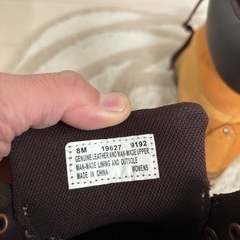 8M 19627 9192
GENUINE LEATHER AND MAN-MADE UPPER
MAN-MADE LINING AND OUTSOLE
MADE IN CHINA WOMENS